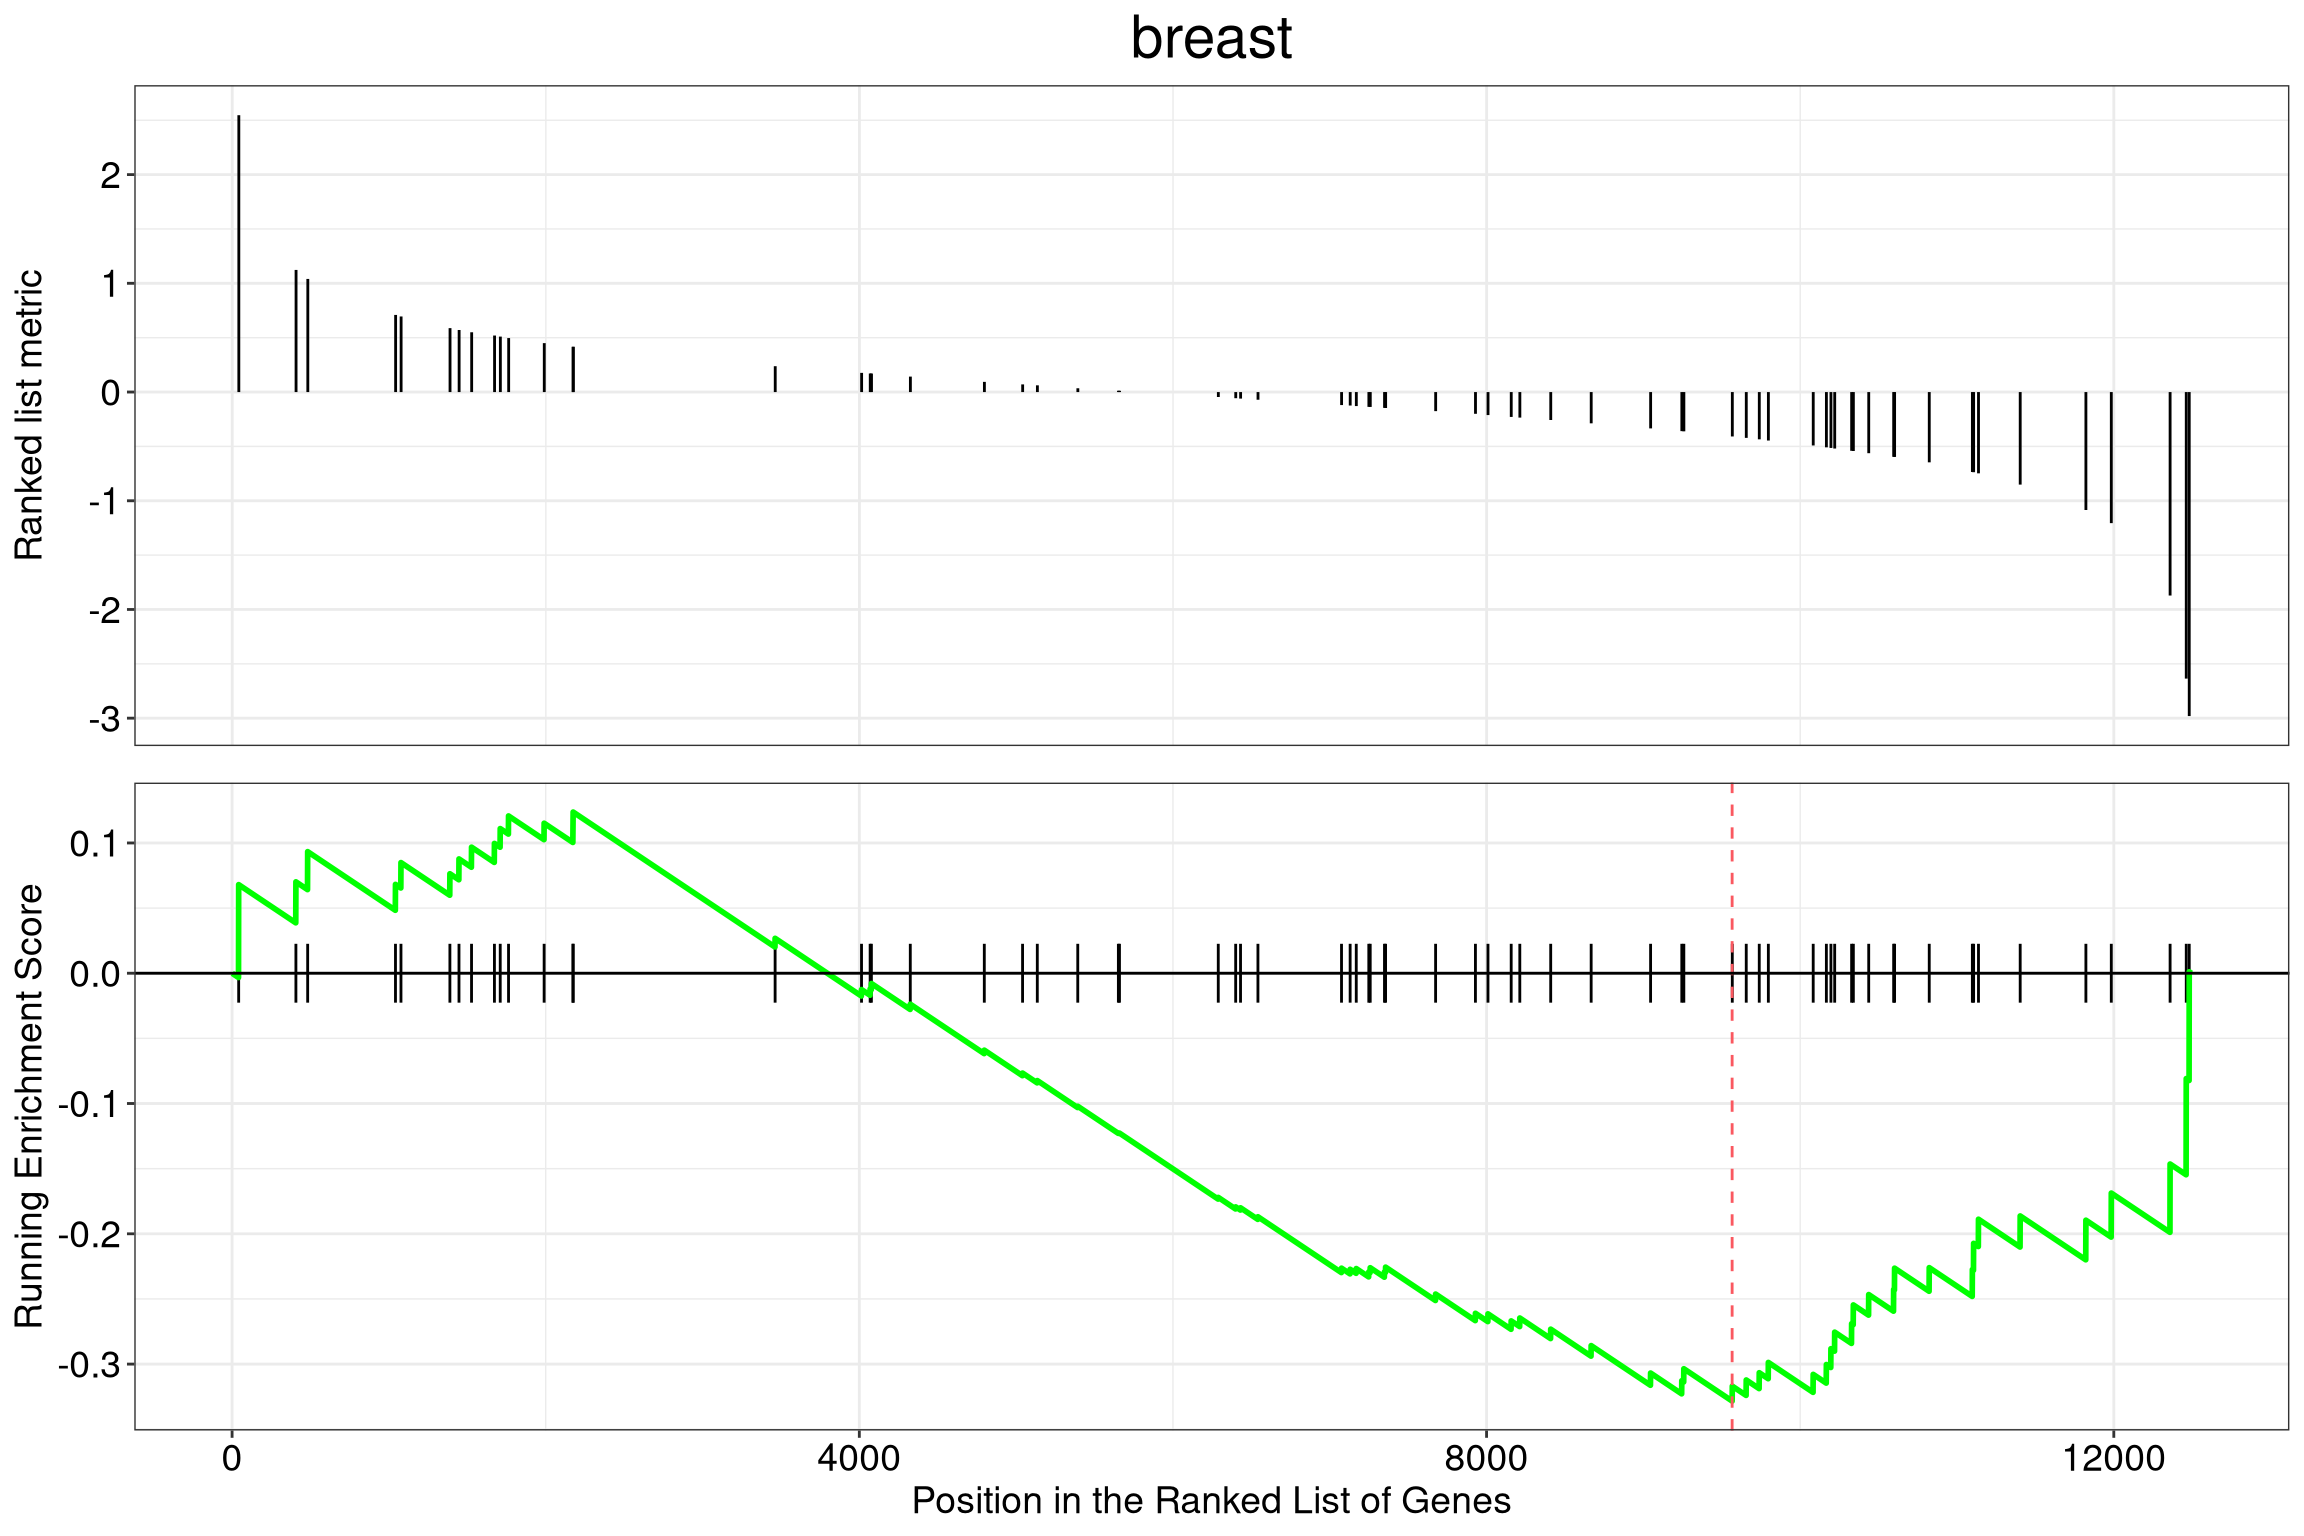 breast
Ranked list metric
2
1
0
-1
-2
-3
Running Enrichment Score
0.1
0.0
-0.1
-0.2
-0.3
0 4000 8000 12000
Position in the Ranked List of Genes